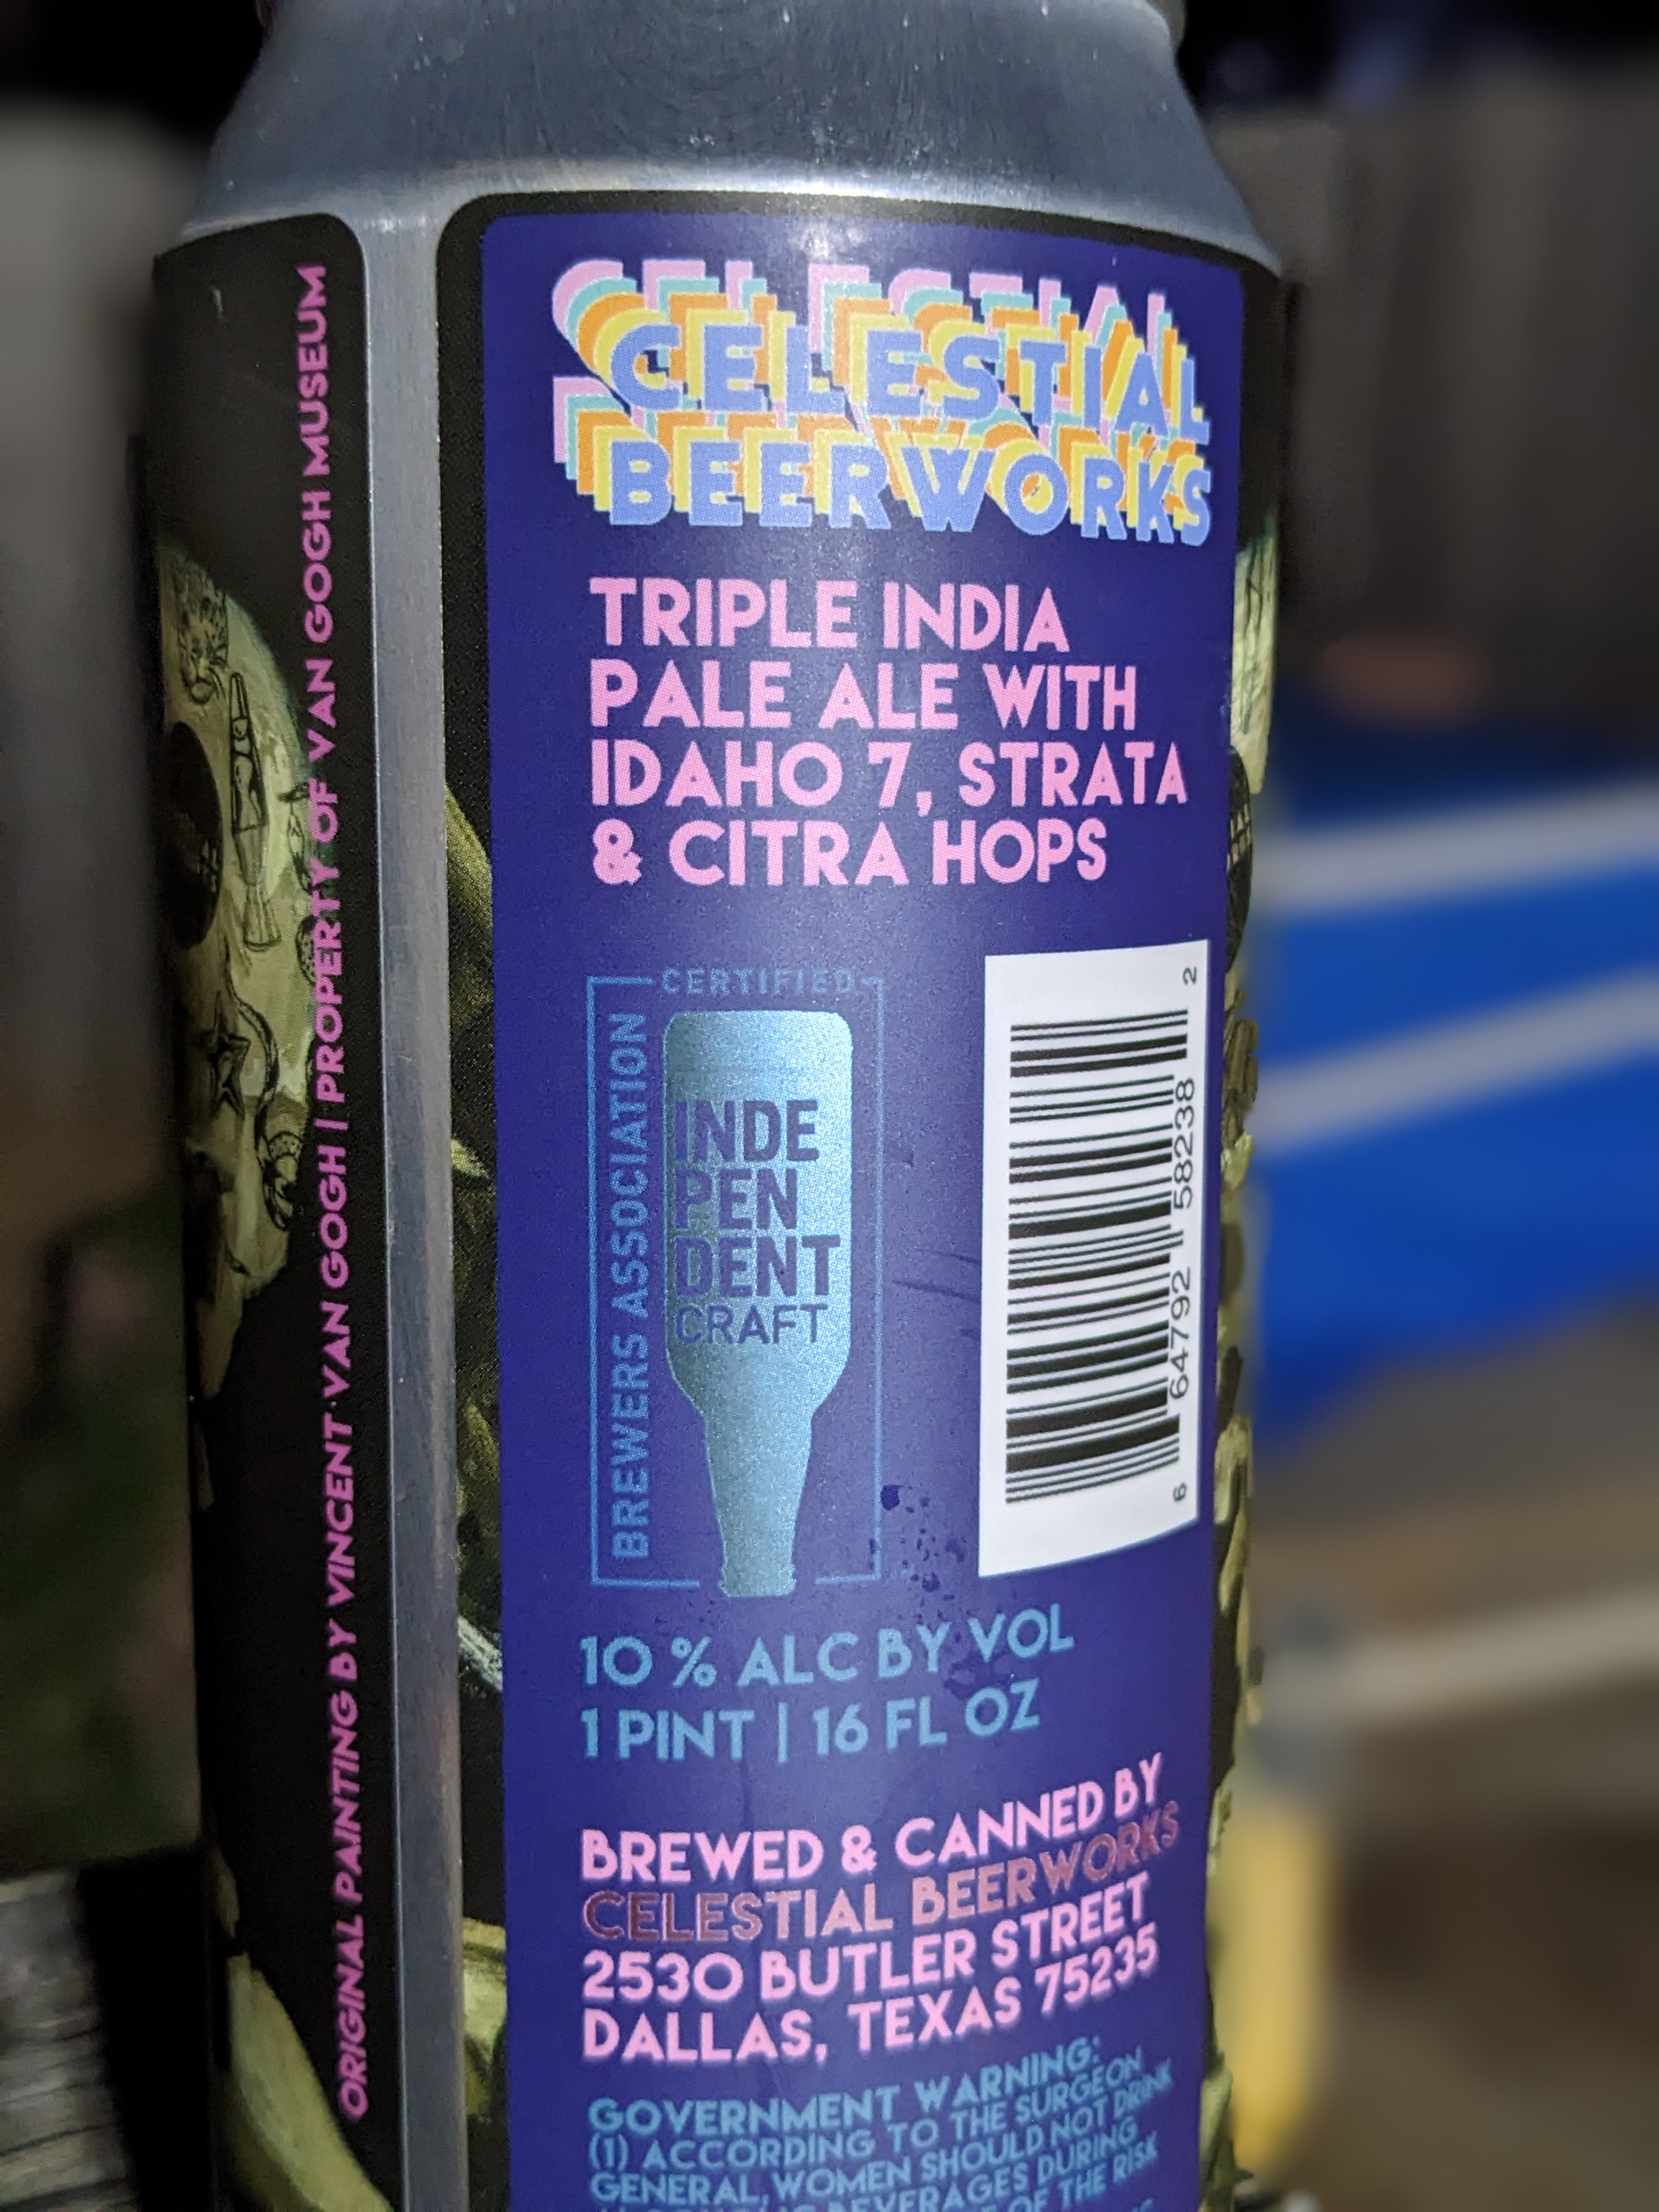 ORIGINAL PAINTING BY VINCENT VAN GOGH | PROPERTY OF VAN GOGH MUSEUM
CELESTIAL
BEERWORKS
TRIPLE INDIA
PALE ALE WITH
IDAHO 7, STRATA
& CITRA HOPS
CERTIFIED
BREWERS ASSOCIATION
INDE
PEN
DENT
CRAFT
6 64792 58238 2
10 % ALC BY VOL
1 PINT | 16 FL OZ
BREWED & CANNED BY
CELESTIAL BEERWORKS
2530 BUTLER STREET
DALLAS, TEXAS 75235
GOVERNMENT WARNING:
(1) ACCORDING TO THE SURGEON
GENERAL, WOMEN SHOULD NOT DRINK
BEVERAGES DURING
OF THE RISK